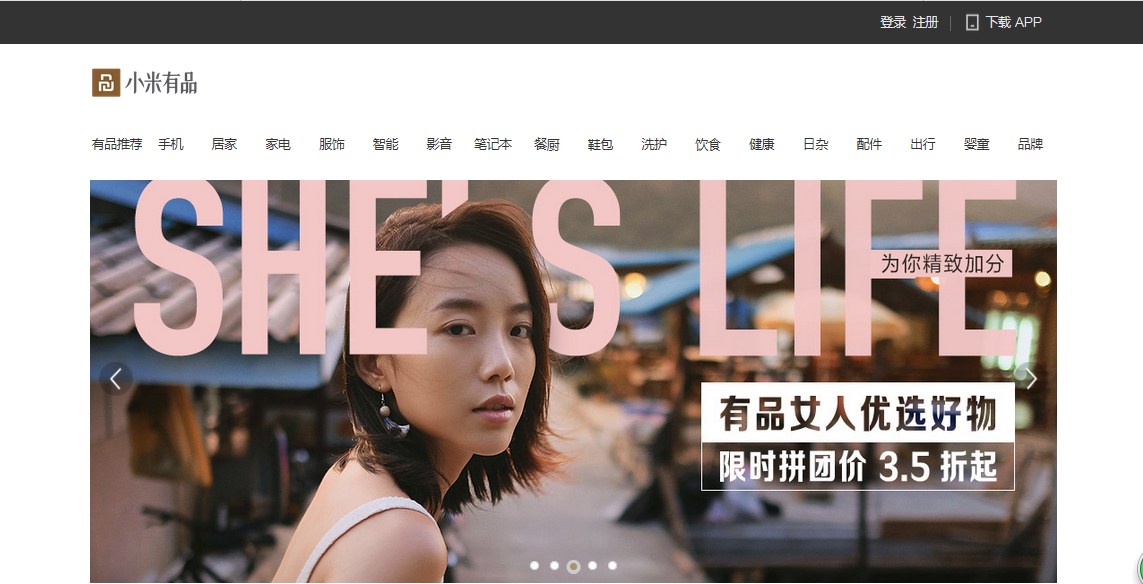 登录 注册 下载 APP
小米有品
有品推荐 手机 居家 家电 服饰 智能 影音 笔记本 餐厨 鞋包 洗护 饮食 健康 日杂 配件 出行 婴童 品牌
SHE'S LIFE
为你精致加分
有品女人优选好物
限时拼团价 3.5 折起